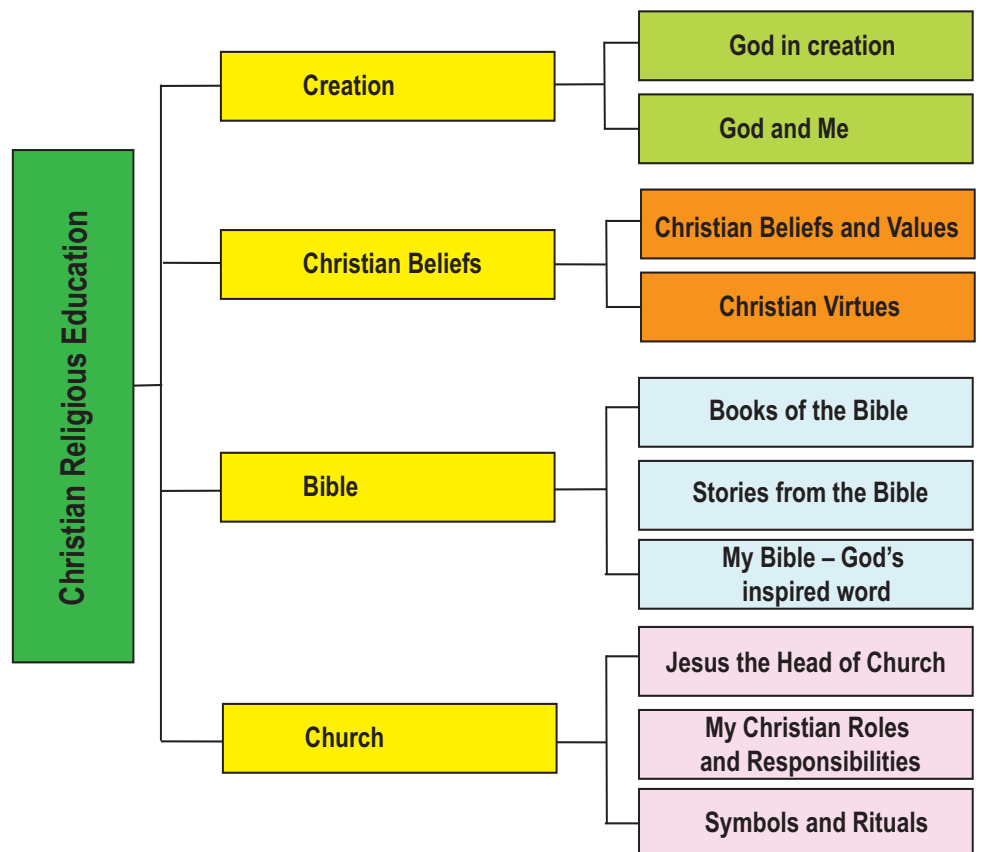 Christian Religious Education
Creation
God in creation
God and Me
Christian Beliefs
Christian Beliefs and Values
Christian Virtues
Bible
Books of the Bible
Stories from the Bible
My Bible – God’s
inspired word
Church
Jesus the Head of Church
My Christian Roles
and Responsibilities
Symbols and Rituals